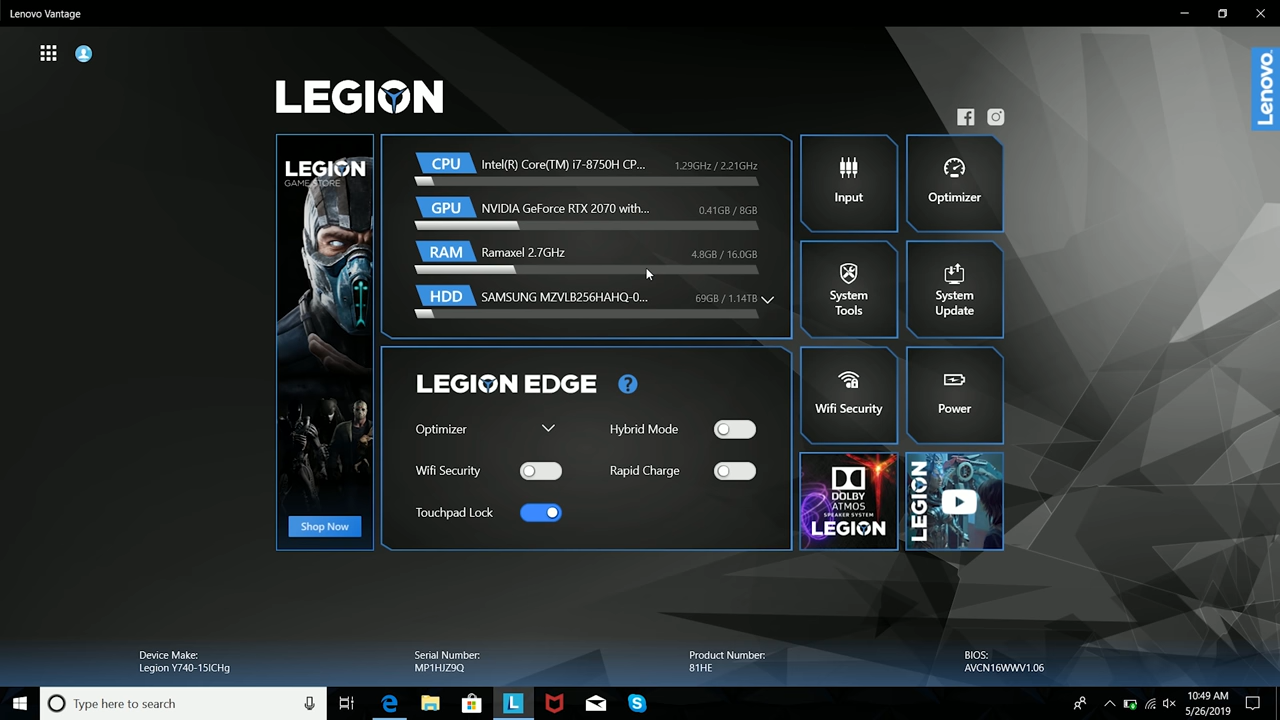 Lenovo Vantage
LEGION
Lenovo.
LEGION
GAME STORE
Shop Now
CPU Intel(R) Core(TM) i7-8750H CP... 1.29GHz / 2.21GHz
GPU NVIDIA GeForce RTX 2070 with... 0.41GB / 8GB
RAM Ramaxel 2.7GHz 4.8GB / 16.0GB
HDD SAMSUNG MZVLB256HAHQ-0... 69GB / 1.14TB
Input
Optimizer
System
Tools
System
Update
Wifi Security
Power
LEGION EDGE ?
Optimizer
Hybrid Mode
Wifi Security
Rapid Charge
Touchpad Lock
DOLBY
ATMOS
SPEAKER SYSTEM
LEGION
LEGION
Device Make:
Legion Y740-15ICHg
Serial Number:
MP1HJZ9Q
Product Number:
81HE
BIOS:
AVCN16WWV1.06
Type here to search
10:49 AM
5/26/2019